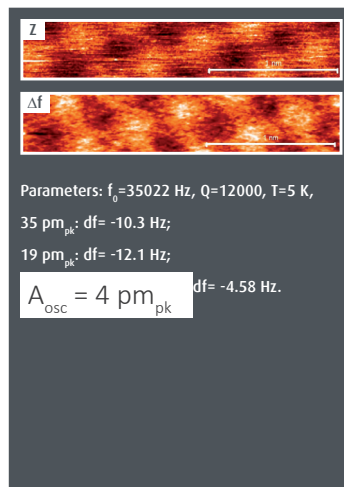 Z
1 nm
Δf
1 nm
Parameters: f₀=35022 Hz, Q=12000, T=5 K,
35 pmₚₖ: df= -10.3 Hz;
19 pmₚₖ: df= -12.1 Hz;
Aₒₛc = 4 pmₚₖ df= -4.58 Hz.